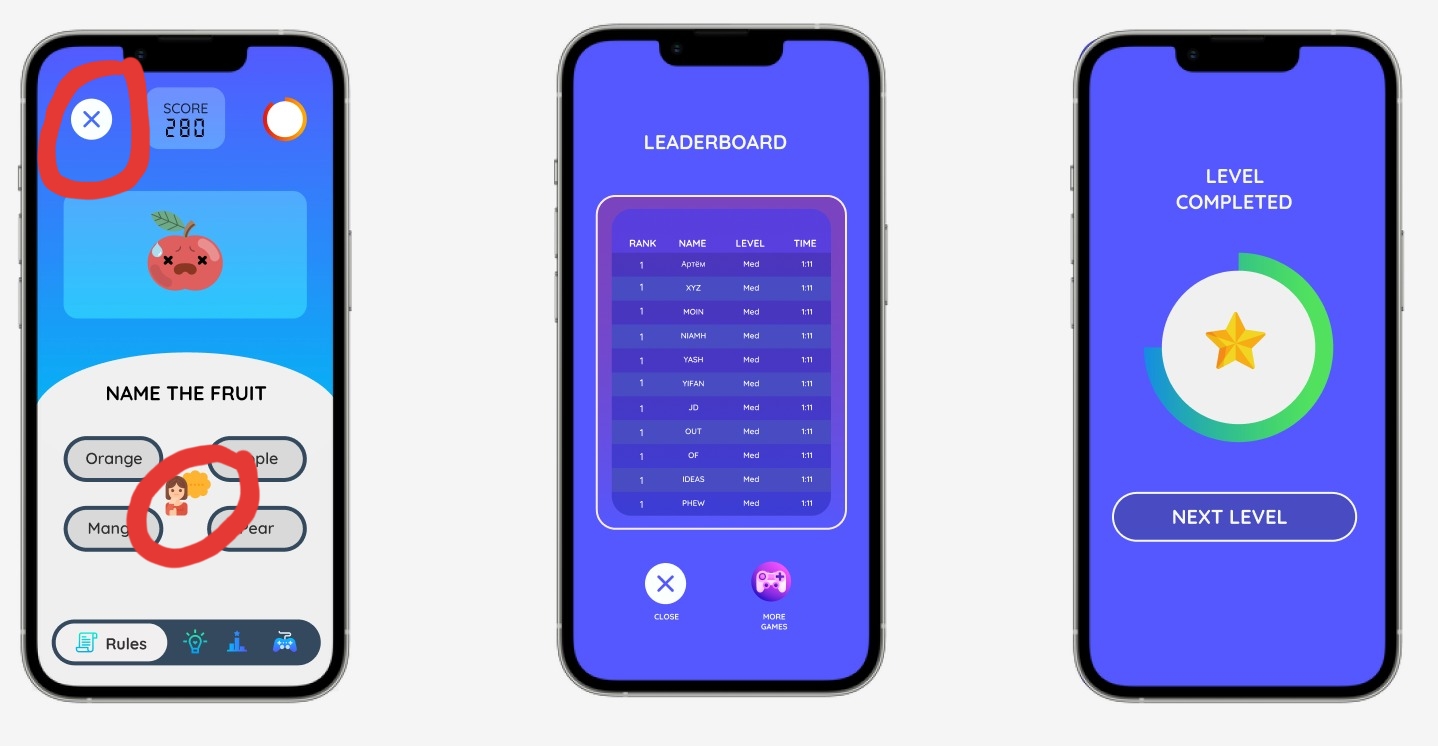 SCORE
280
NAME THE FRUIT
Orange
ple
Mang
Pear
Rules
LEADERBOARD
RANK NAME LEVEL TIME
1 Артём Med 1:11
1 XYZ Med 1:11
1 MOIN Med 1:11
1 NIAMH Med 1:11
1 YASH Med 1:11
1 YIFAN Med 1:11
1 JD Med 1:11
1 OUT Med 1:11
1 OF Med 1:11
1 IDEAS Med 1:11
1 PHEW Med 1:11
CLOSE
MORE
GAMES
LEVEL
COMPLETED
NEXT LEVEL